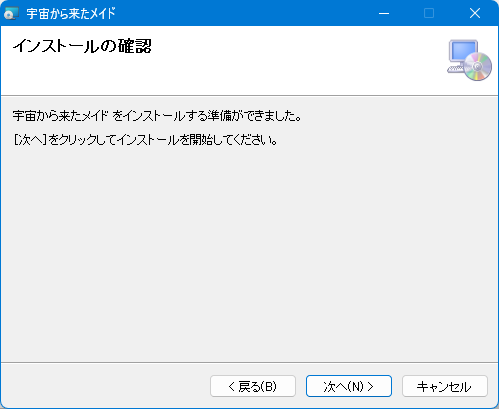 宇宙から来たメイド
インストールの確認
宇宙から来たメイド をインストールする準備ができました。
[次へ]をクリックしてインストールを開始してください。
< 戻る(B)
次へ(N) >
キャンセル